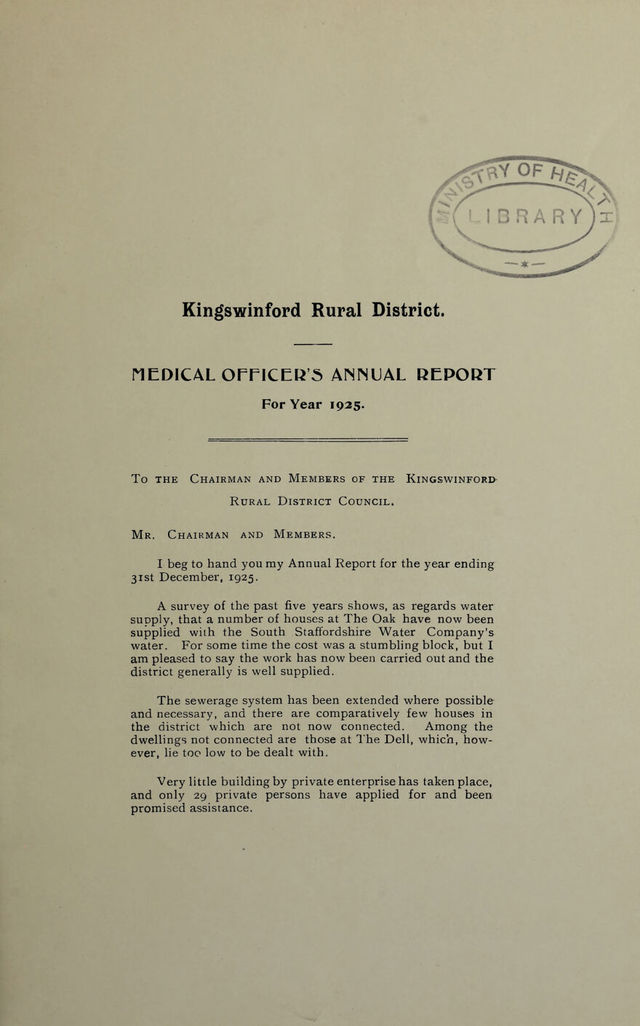 MINISTRY OF HEALTH
LIBRARY
Kingswinford Rural District.
MEDICAL OFFICER'S ANNUAL REPORT
For Year 1925.
To the Chairman and Members of the Kingswinford
Rural District Council.
Mr. Chairman and Members.
I beg to hand you my Annual Report for the year ending
31st December, 1925.
A survey of the past five years shows, as regards water
supply, that a number of houses at The Oak have now been
supplied with the South Staffordshire Water Company's
water. For some time the cost was a stumbling block, but I
am pleased to say the work has now been carried out and the
district generally is well supplied.
The sewerage system has been extended where possible
and necessary, and there are comparatively few houses in
the district which are not now connected. Among the
dwellings not connected are those at The Dell, which, how-
ever, lie too low to be dealt with.
Very little building by private enterprise has taken place,
and only 29 private persons have applied for and been
promised assistance.